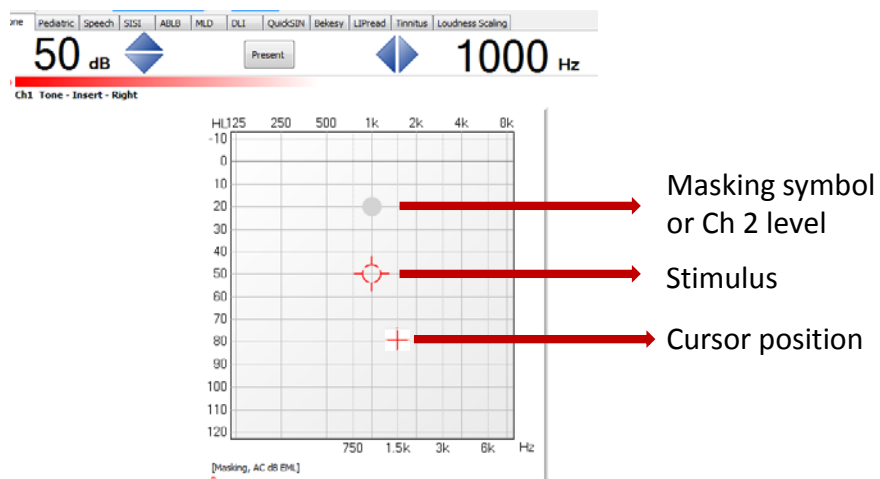 one Pediatric Speech SISI ABLB MLD DLI QuickSIN Bekesy LIPread Tinnitus Loudness Scaling
50 dB Present 1000 Hz
Ch1 Tone - Insert - Right
HL 125 250 500 1k 2k 4k 8k
-10
0
10
20
30
40
50
60
70
80
90
100
110
120
750 1.5k 3k 6k Hz
[Masking, AC dB EML]
Masking symbol
or Ch 2 level
Stimulus
Cursor position